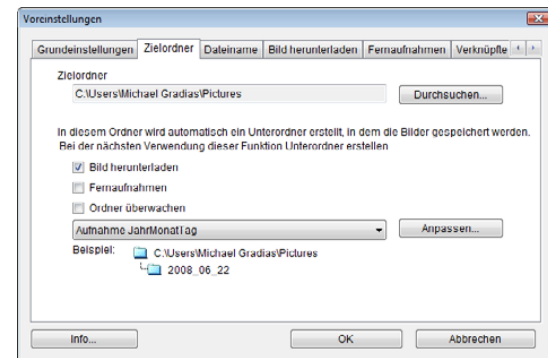 Voreinstellungen
Grundeinstellungen Zielordner Dateiname Bild herunterladen Fernaufnahmen Verknüpfte
Zielordner
C:\Users\Michael Gradias\Pictures Durchsuchen...
In diesem Ordner wird automatisch ein Unterordner erstellt, in dem die Bilder gespeichert werden.
Bei der nächsten Verwendung dieser Funktion Unterordner erstellen
Bild herunterladen
Fernaufnahmen
Ordner überwachen
Aufnahme JahrMonatTag Anpassen...
Beispiel: C:\Users\Michael Gradias\Pictures
2008_06_22
Info... OK Abbrechen